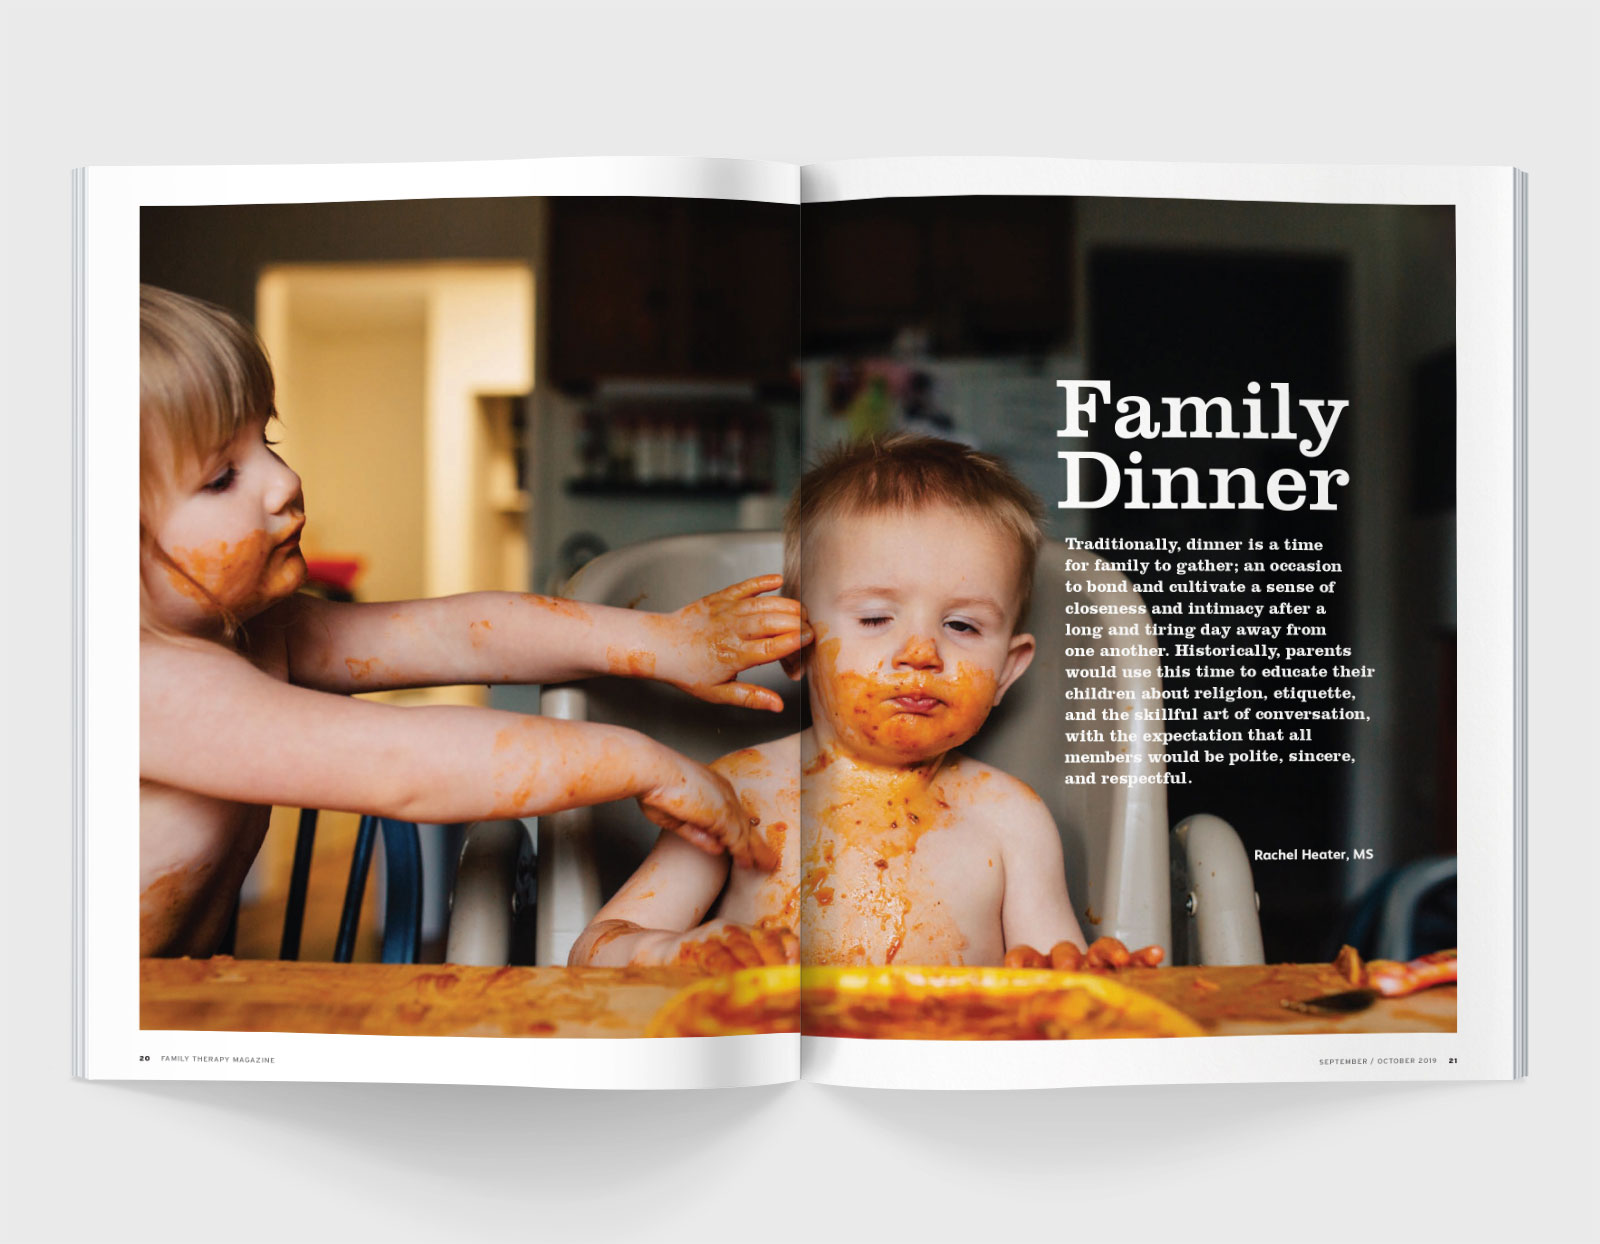 Family
Dinner
Traditionally, dinner is a time
for family to gather; an occasion
to bond and cultivate a sense of
closeness and intimacy after a
long and tiring day away from
one another. Historically, parents
would use this time to educate their
children about religion, etiquette,
and the skillful art of conversation,
with the expectation that all
members would be polite, sincere,
and respectful.
Rachel Heater, MS
20 FAMILY THERAPY MAGAZINE
SEPTEMBER / OCTOBER 2019 21